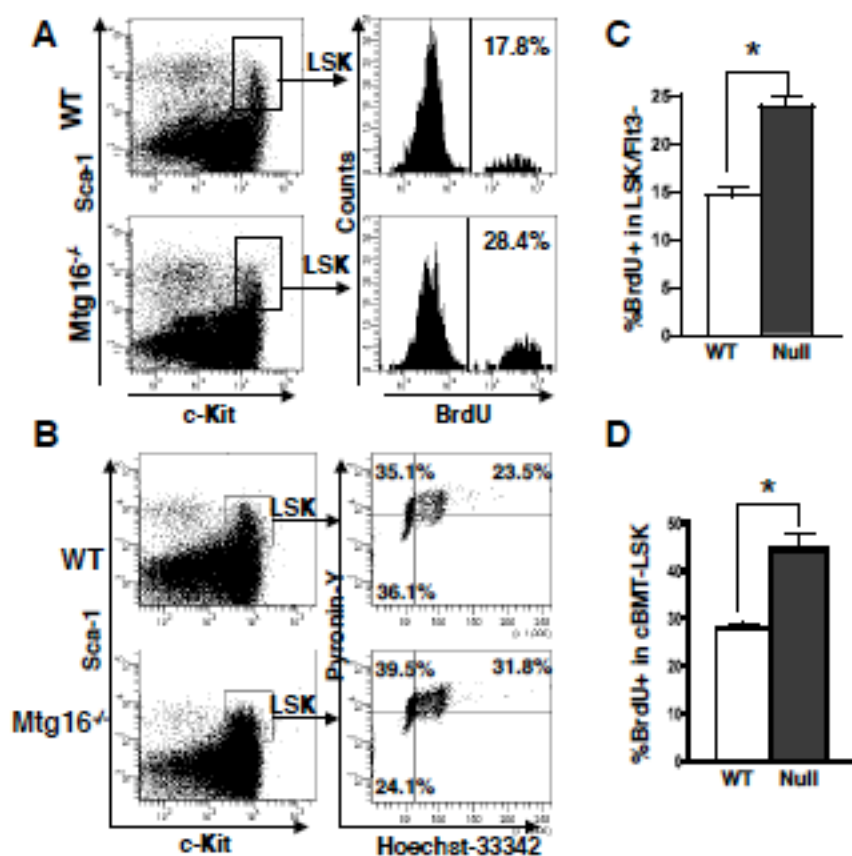 A
WT
Sca-1
LSK
Counts
17.8%
Mtg16-/-
LSK
28.4%
c-Kit
BrdU
B
WT
Sca-1
LSK
Pyronin-Y
35.1%
23.5%
36.1%
Mtg16-/-
LSK
39.5%
31.8%
24.1%
c-Kit
Hoechst-33342
C
*
%BrdU+ in LSK/Flt3-
25
20
15
10
5
0
WT
Null
D
*
%BrdU+ in cBMT-LSK
50
40
30
20
10
0
WT
Null